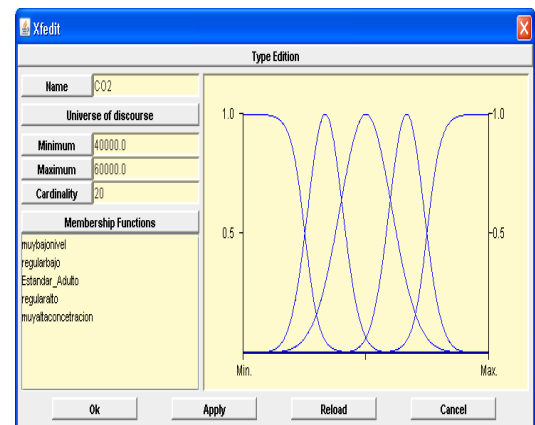 Xfedit
Type Edition
Name CO2
Universe of discourse
Minimum 40000.0
Maximum 60000.0
Cardinality 20
Membership Functions
muybajonivel
regularbajo
Estandar_Adulto
regularalto
muyaltaconcetracion
1.0 1.0
0.5 0.5
Min. Max.
Ok Apply Reload Cancel